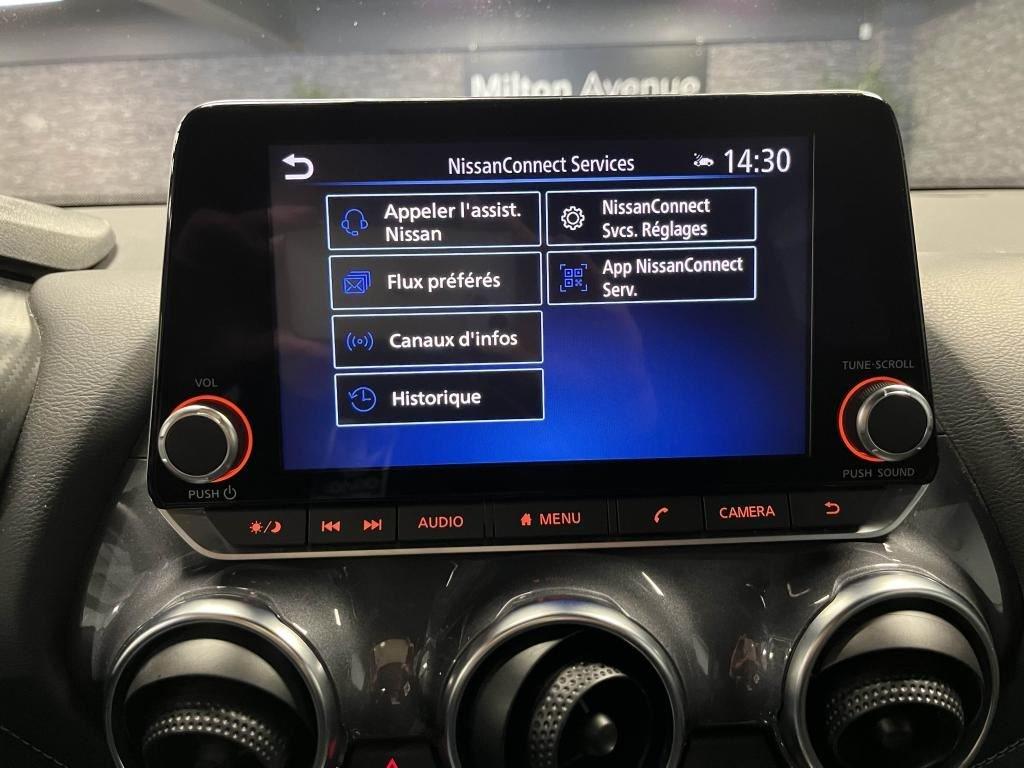 Milton Avenue
NissanConnect Services
14:30
Appeler l'assist.
Nissan
NissanConnect
Svcs. Réglages
Flux préférés
App NissanConnect
Serv.
Canaux d'infos
Historique
VOL
PUSH
TUNE·SCROLL
PUSH SOUND
AUDIO
MENU
CAMERA